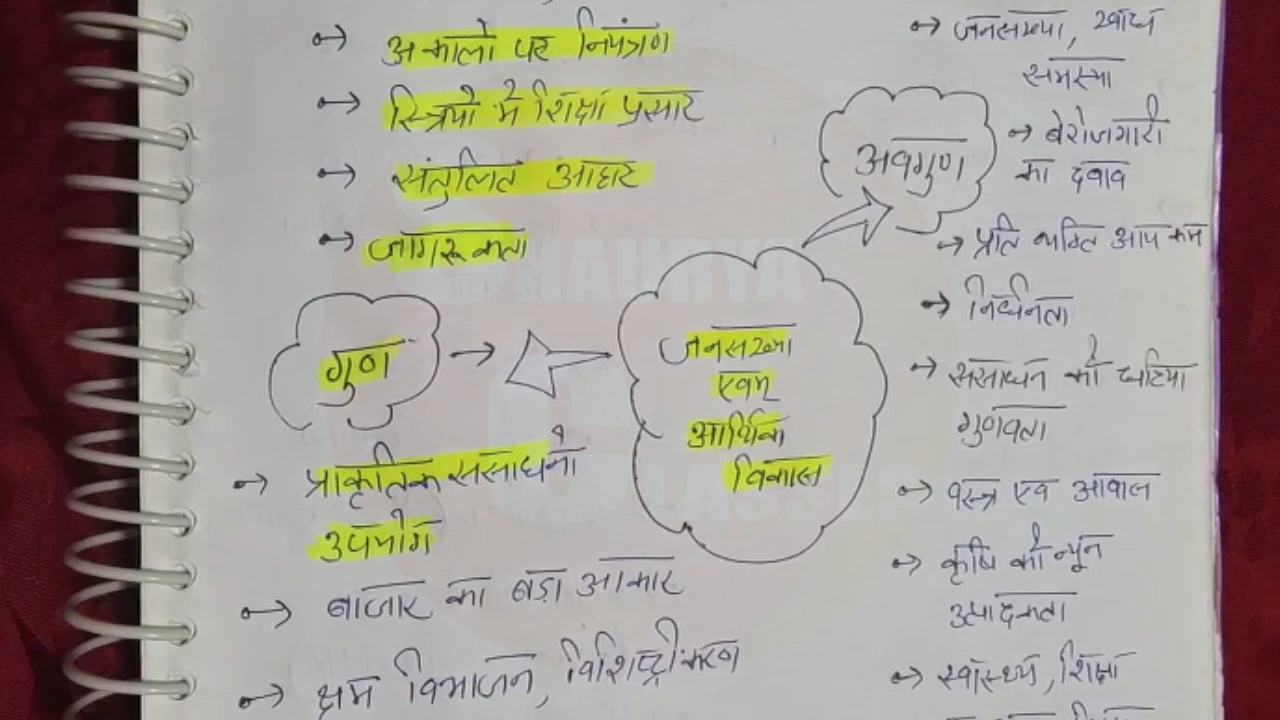 अकालो पर नियंत्रण
स्त्रियो मे शिक्षा प्रसार
संतुलित आहार
जागरूकता
गुण
प्राकृतिक संसाधनो
उपयोग
बाजार का बड़ा आकार
श्रम विभाजन, विशिष्ट्रीकरण
जनसंख्या
एवम्
आर्थिक
विकास
अवगुण
जनसंख्या, खाद्य
समस्या
बेरोजगारी
का दवाव
प्रति व्यक्ति आय कम
निर्धनता
संसाधन की घटिया
गुणवता
वस्त्र एव आवास
कृषि की न्यून
उत्पादकता
स्वास्थ्य, शिक्षा